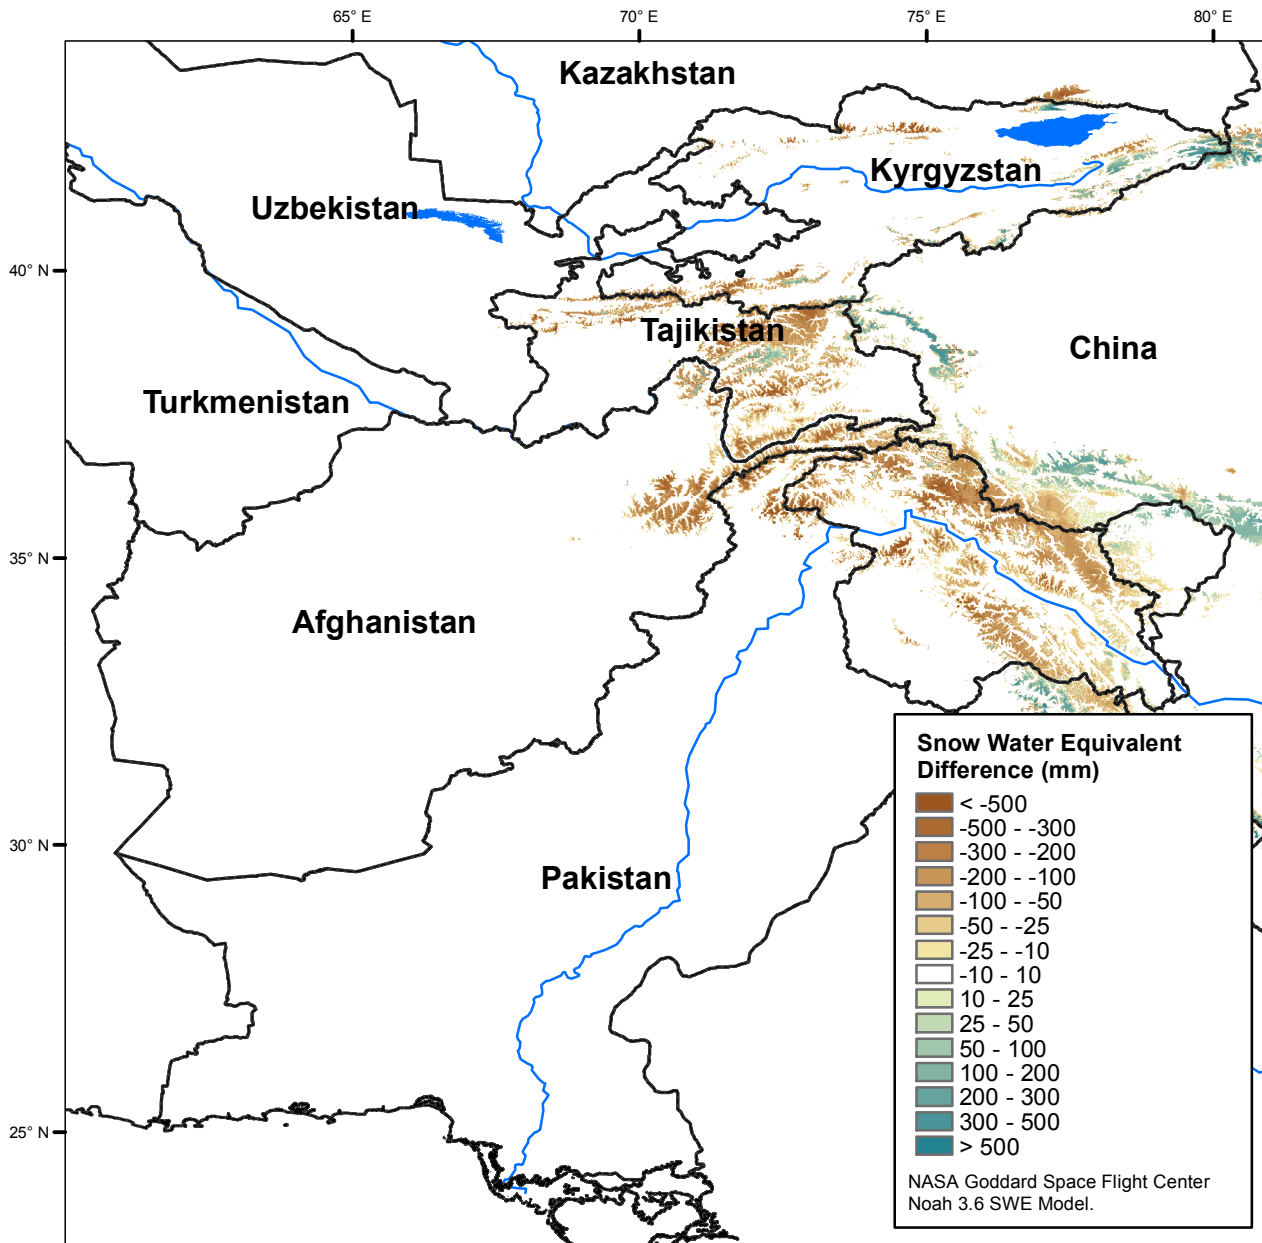 65° E
70° E
75° E
80° E
Kazakhstan
Kyrgyzstan
Uzbekistan
40° N
Tajikistan
China
Turkmenistan
35° N
Afghanistan
Snow Water Equivalent
Difference (mm)
< -500
-500 - -300
-300 - -200
-200 - -100
-100 - -50
-50 - -25
-25 - -10
-10 - 10
10 - 25
25 - 50
50 - 100
100 - 200
200 - 300
300 - 500
> 500
NASA Goddard Space Flight Center
Noah 3.6 SWE Model.
30° N
Pakistan
25° N